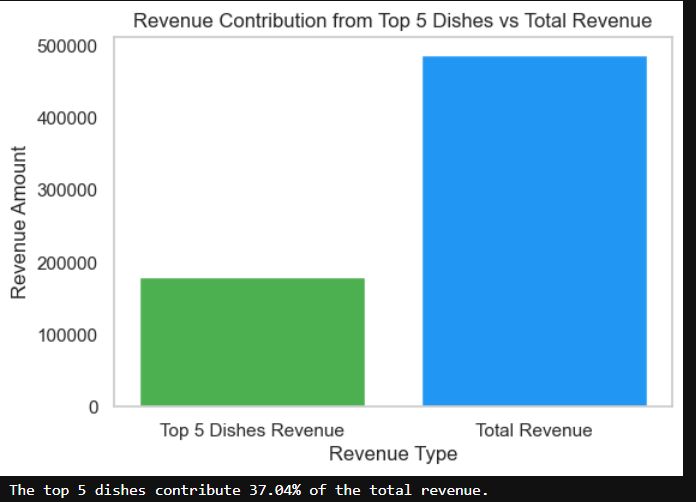 Revenue Contribution from Top 5 Dishes vs Total Revenue
500000
400000
300000
200000
100000
0
Revenue Amount
Top 5 Dishes Revenue
Total Revenue
Revenue Type
The top 5 dishes contribute 37.04% of the total revenue.